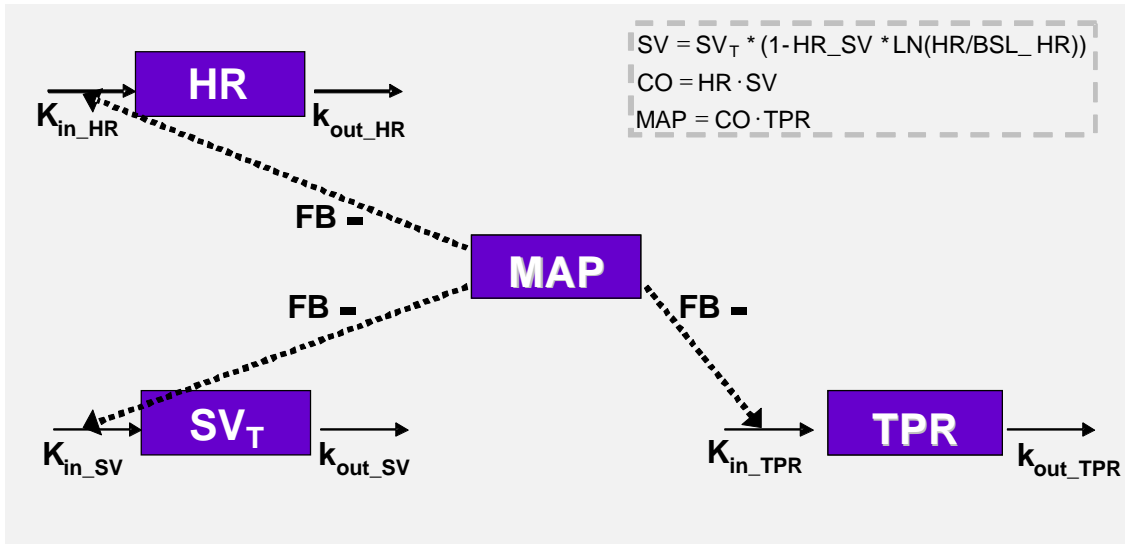 SV = SV_T * (1-HR_SV * LN(HR/BSL_ HR))
CO = HR · SV
MAP = CO · TPR
HR
K_in_HR
k_out_HR
FB -
MAP
FB -
FB -
SV_T
K_in_SV
k_out_SV
TPR
K_in_TPR
k_out_TPR